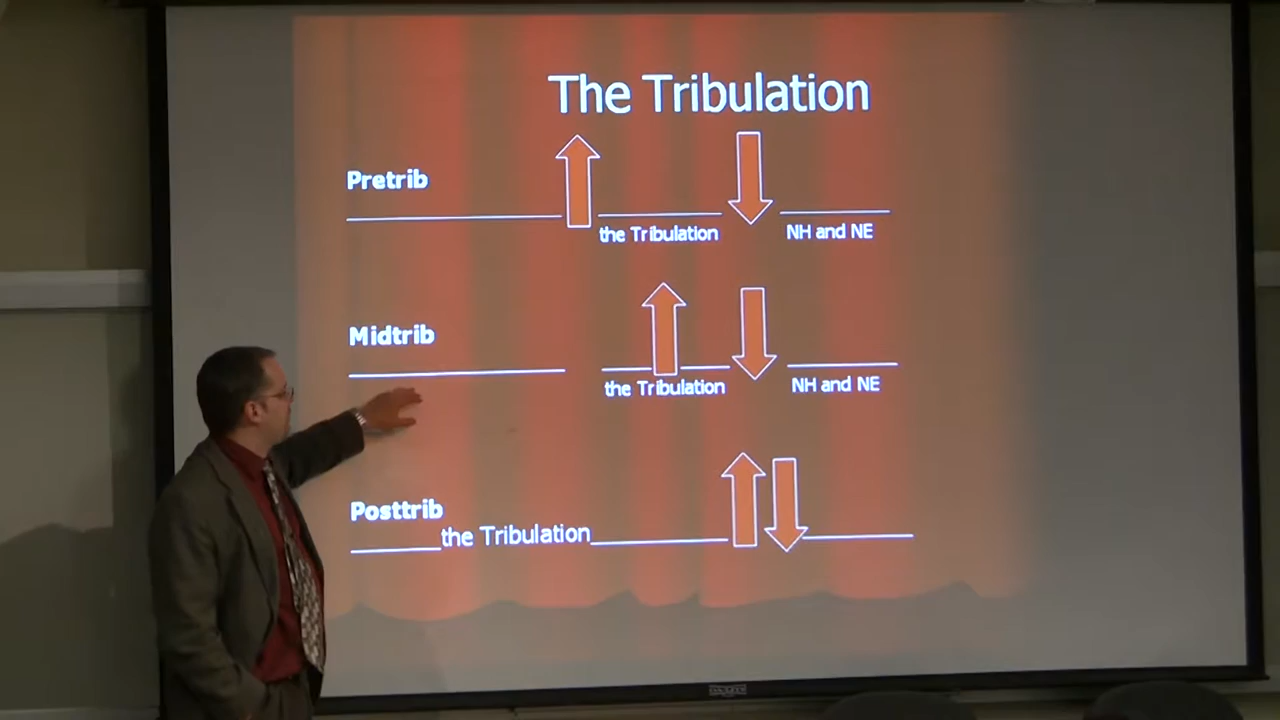 The Tribulation
Pretrib
the Tribulation NH and NE
Midtrib
the Tribulation NH and NE
Posttrib
the Tribulation